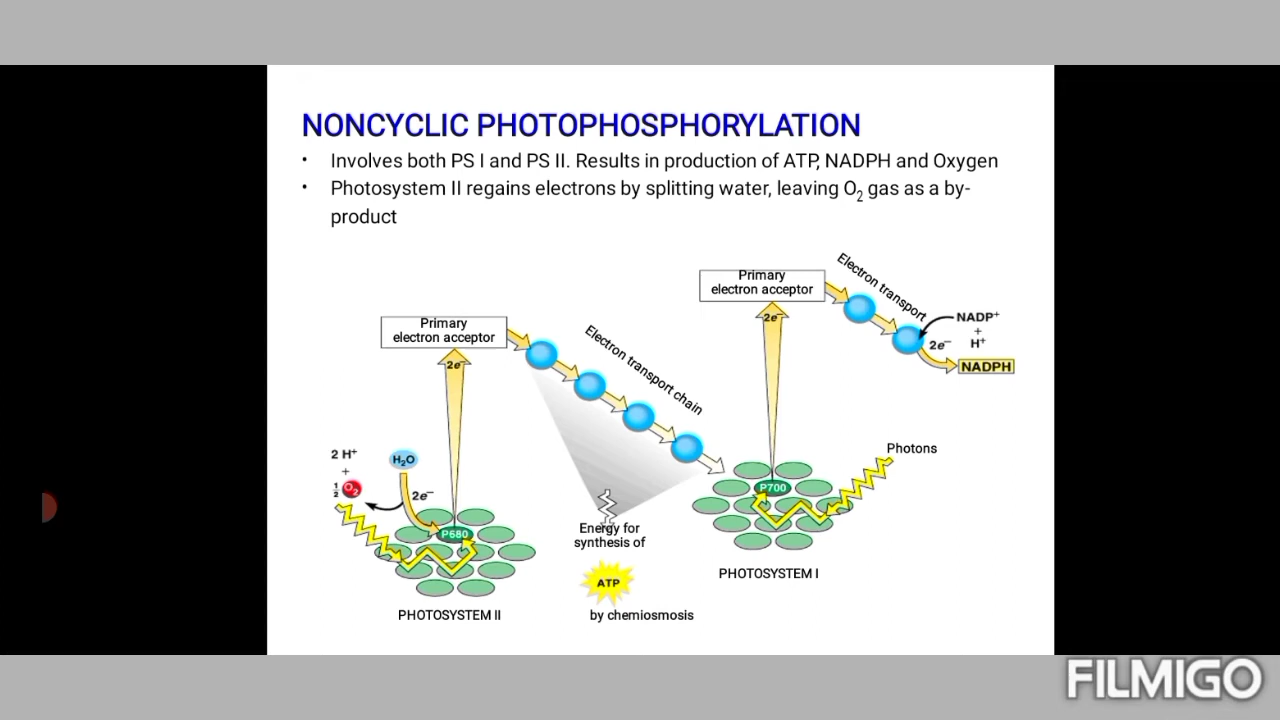 NONCYCLIC PHOTOPHOSPHORYLATION
• Involves both PS I and PS II. Results in production of ATP, NADPH and Oxygen
• Photosystem II regains electrons by splitting water, leaving O₂ gas as a by-
product
Primary
electron acceptor
2e⁻
Electron transport chain
2 H⁺
+
½ O₂
H₂O
2e⁻
P680
PHOTOSYSTEM II
Energy for
synthesis of
ATP
by chemiosmosis
Primary
electron acceptor
2e⁻
Electron transport
NADP⁺
+
H⁺
2e⁻
NADPH
Photons
P700
PHOTOSYSTEM I
FILMIGO